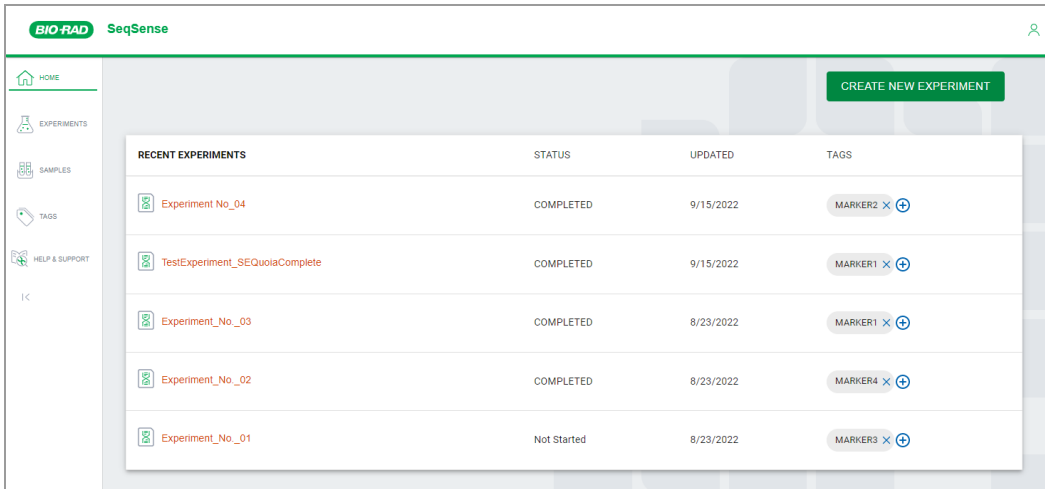 BIO-RAD SeqSense
HOME
CREATE NEW EXPERIMENT
EXPERIMENTS
RECENT EXPERIMENTS STATUS UPDATED TAGS
SAMPLES
Experiment No_04 COMPLETED 9/15/2022 MARKER2
TAGS
HELP & SUPPORT
TestExperiment_SEQuoiaComplete COMPLETED 9/15/2022 MARKER1
Experiment_No._03 COMPLETED 8/23/2022 MARKER1
Experiment_No._02 COMPLETED 8/23/2022 MARKER4
Experiment_No._01 Not Started 8/23/2022 MARKER3